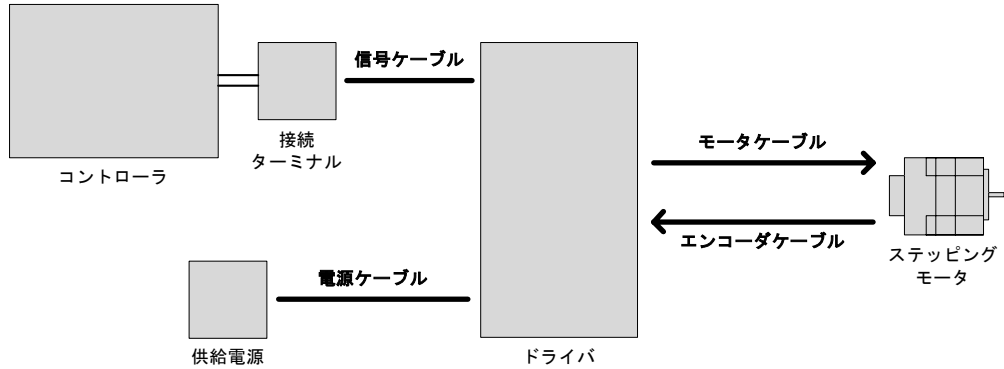 信号ケーブル
接続
ターミナル
コントローラ
モータケーブル
エンコーダケーブル
ステッピング
モータ
電源ケーブル
供給電源
ドライバ